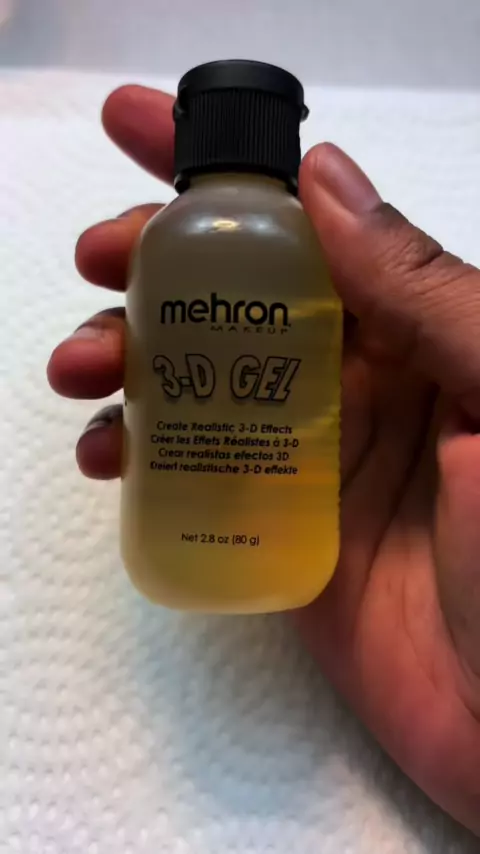 mehron
MAKEUP
3-D GEL
Create Realistic 3-D Effects
Créer les Effets Réalistes à 3-D
Crear realistas efectos 3D
Kreiert realistische 3-D effekte
Net 2.8 oz (80 g)